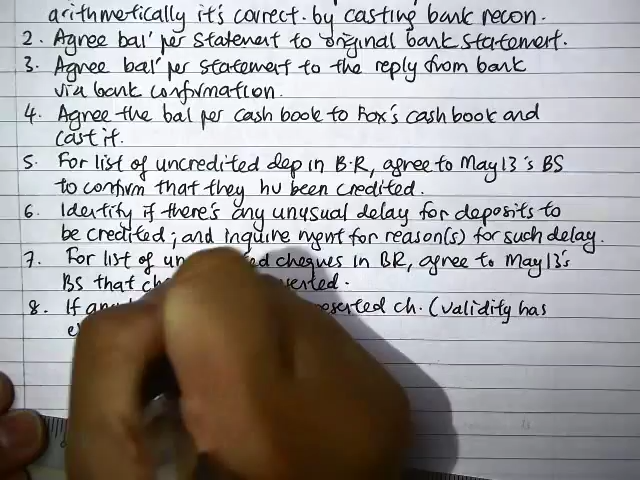 arithmetically it's correct. by casting bank recon.
2. Agree bal' per statement to original bank statement.
3. Agree bal' per statement to the reply from bank
via bank confirmation.
4. Agree the bal per cash book to Fox's cash book and
cast it.
5. For list of uncredited dep in B.R, agree to May 13's BS
to confirm that they hv been credited.
6. Identify if there's any unusual delay for deposits to
be credited; and inquire mgmt for reason(s) for such delay.
7. For list of cheques in BR, agree to May 13's
BS that
8. If ch. (validity has